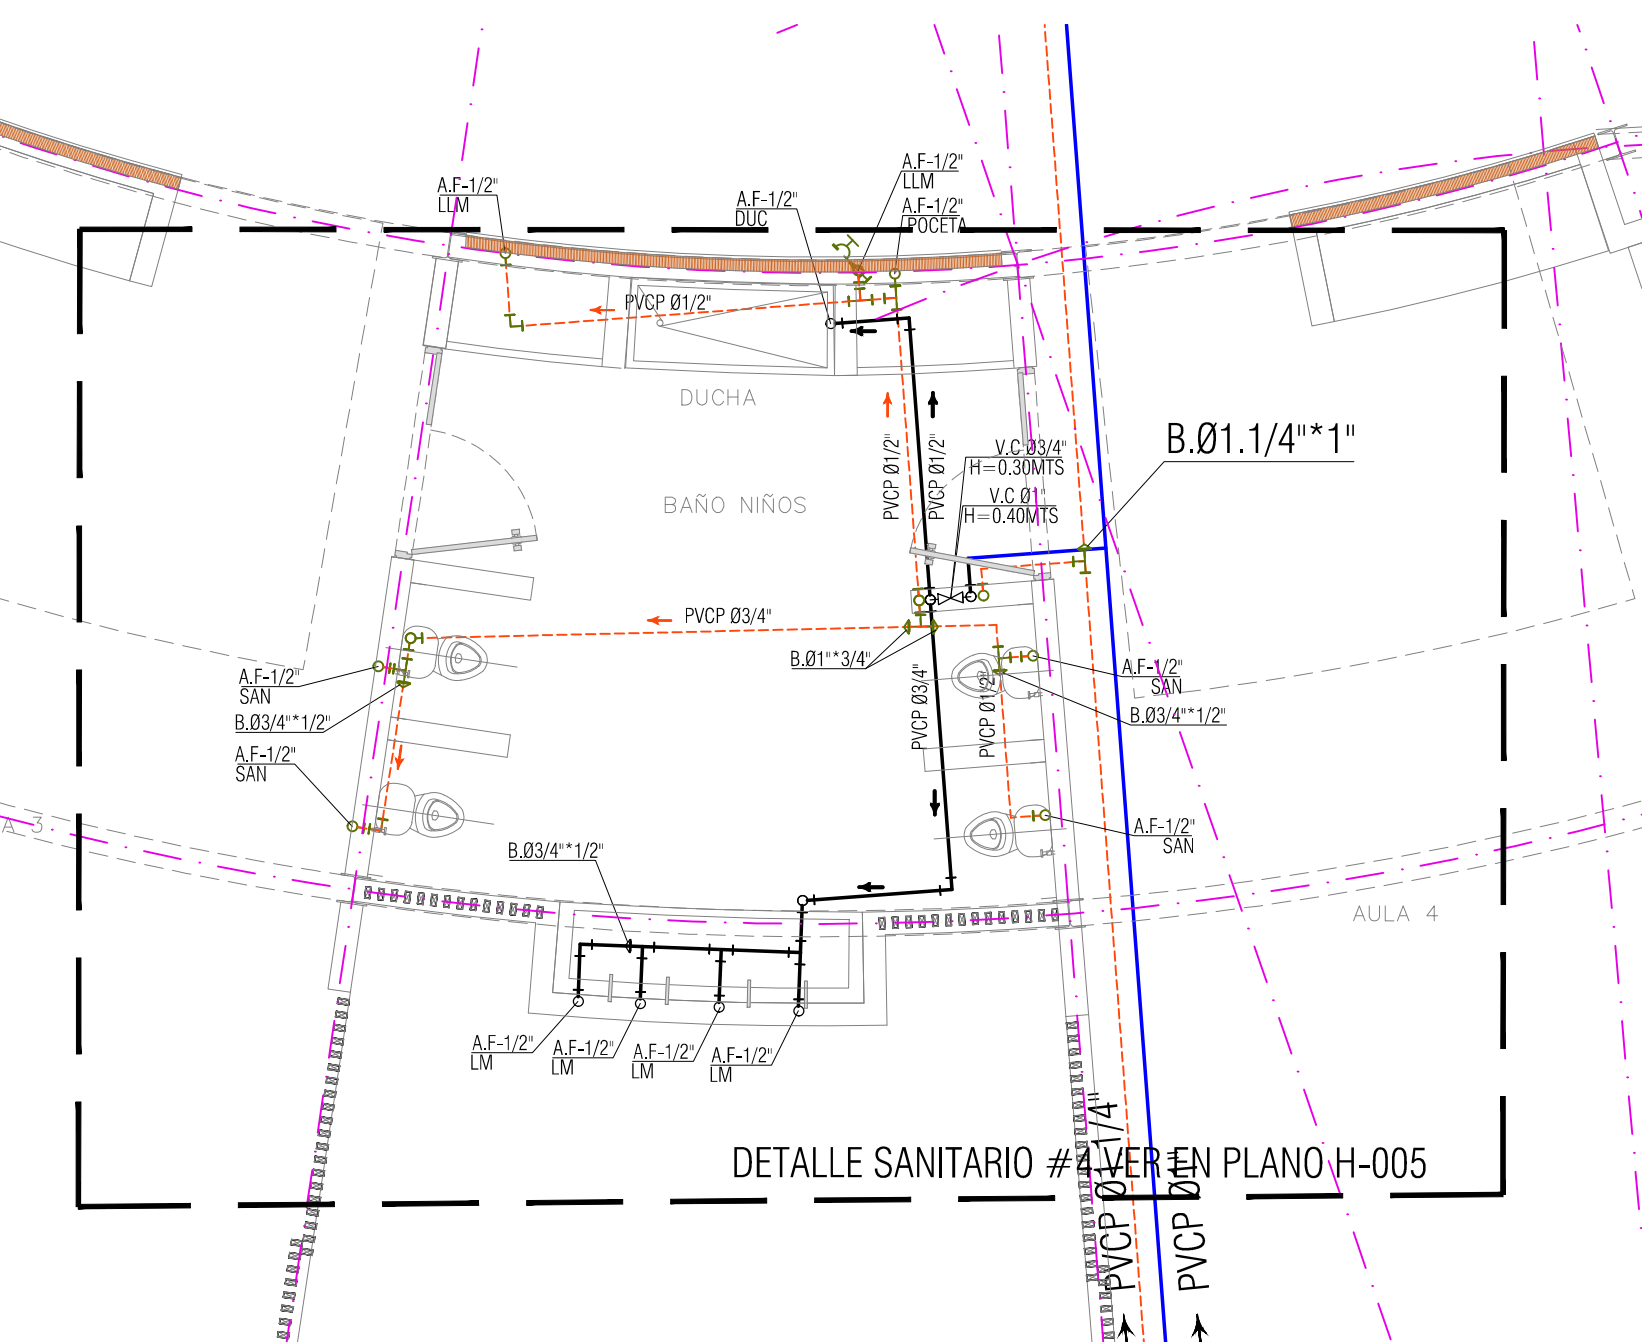 A.F-1/2"
LLM
A.F-1/2"
LLM
A.F-1/2"
DUC
A.F-1/2"
POCETA
PVCP Ø1/2"
DUCHA
B.Ø1.1/4"*1"
V.C Ø3/4"
H=0.30MTS
V.C Ø1"
H=0.40MTS
PVCP Ø1/2"
PVCP Ø1/2"
BAÑO NIÑOS
PVCP Ø3/4"
B.Ø1"*3/4"
A.F-1/2"
SAN
B.Ø3/4"*1/2"
A.F-1/2"
SAN
A.F-1/2"
SAN
B.Ø3/4"*1/2"
PVCP Ø3/4"
PVCP Ø1/2"
A.F-1/2"
SAN
A 3
B.Ø3/4"*1/2"
AULA 4
A.F-1/2"
LM
A.F-1/2"
LM
A.F-1/2"
LM
A.F-1/2"
LM
DETALLE SANITARIO #4 VER EN PLANO H-005
PVCP Ø1.1/4"
PVCP Ø1"